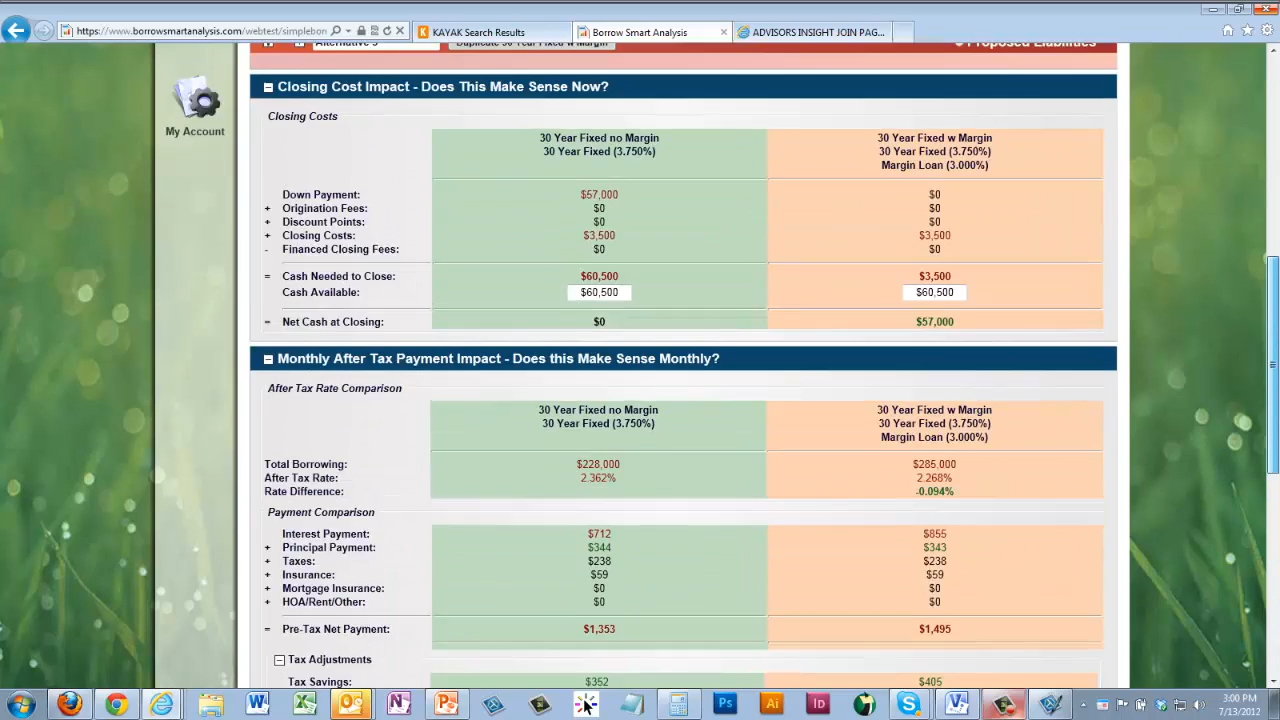 https://www.borrowsmartanalysis.com/webtest/simplebon
KAYAK Search Results
Borrow Smart Analysis
ADVISORS INSIGHT JOIN PAG...
Alternative 3
Duplicate 30 Year Fixed w Margin
Proposed Liabilities
My Account
Closing Cost Impact - Does This Make Sense Now?
Closing Costs
30 Year Fixed no Margin 30 Year Fixed w Margin
30 Year Fixed (3.750%) 30 Year Fixed (3.750%)
Margin Loan (3.000%)
Down Payment: $57,000 $0
+ Origination Fees: $0 $0
+ Discount Points: $0 $0
+ Closing Costs: $3,500 $3,500
- Financed Closing Fees: $0 $0
= Cash Needed to Close: $60,500 $3,500
Cash Available: $60,500 $60,500
= Net Cash at Closing: $0 $57,000
Monthly After Tax Payment Impact - Does this Make Sense Monthly?
After Tax Rate Comparison
30 Year Fixed no Margin 30 Year Fixed w Margin
30 Year Fixed (3.750%) 30 Year Fixed (3.750%)
Margin Loan (3.000%)
Total Borrowing: $228,000 $285,000
After Tax Rate: 2.362% 2.268%
Rate Difference: -0.094%
Payment Comparison
Interest Payment: $712 $855
+ Principal Payment: $344 $343
+ Taxes: $238 $238
+ Insurance: $59 $59
+ Mortgage Insurance: $0 $0
+ HOA/Rent/Other: $0 $0
= Pre-Tax Net Payment: $1,353 $1,495
Tax Adjustments
Tax Savings: $352 $405
3:00 PM
7/13/2012